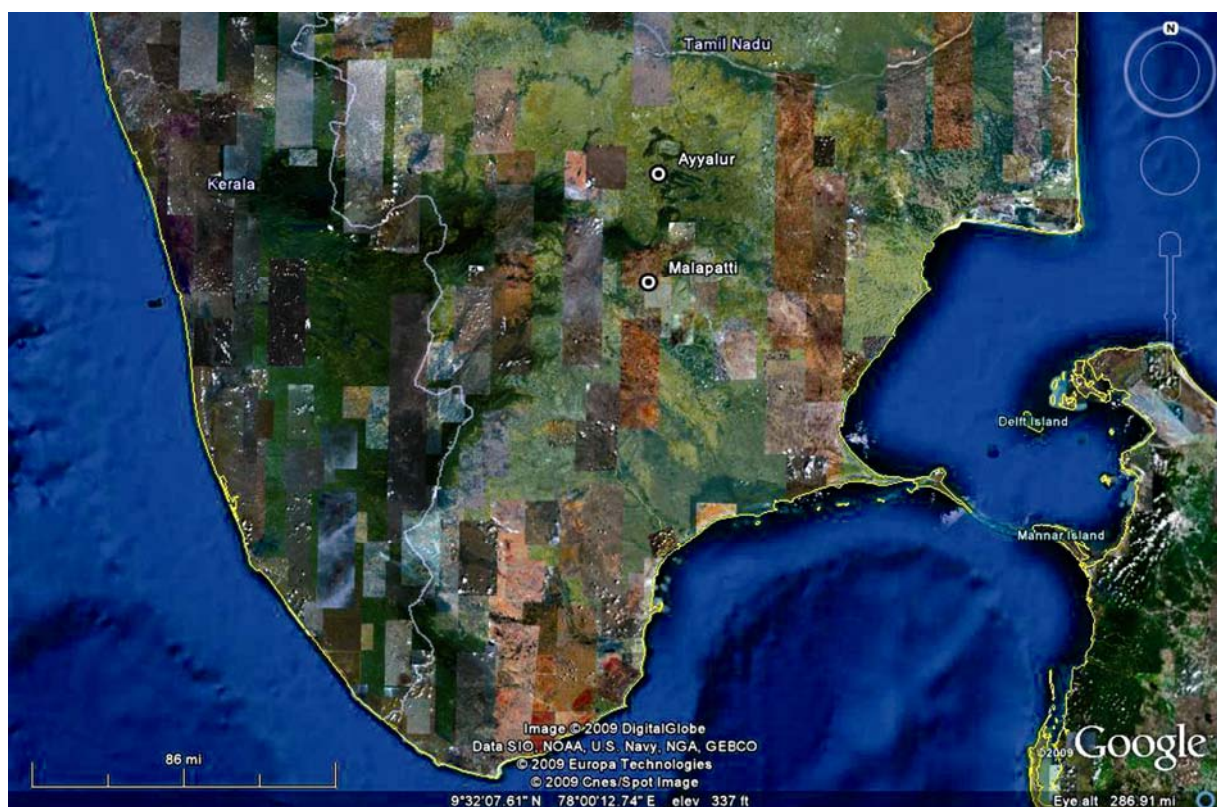 N
Tamil Nadu
Ayyalur
Kerala
Malapatti
Delft Island
Mannar Island
Image © 2009 DigitalGlobe
Data SIO, NOAA, U.S. Navy, NGA, GEBCO
© 2009 Europa Technologies
© 2009 Cnes/Spot Image
©2009 Google
86 mi
9°32'07.61" N 78°00'12.74" E elev 337 ft
Eye alt 286.91 mi